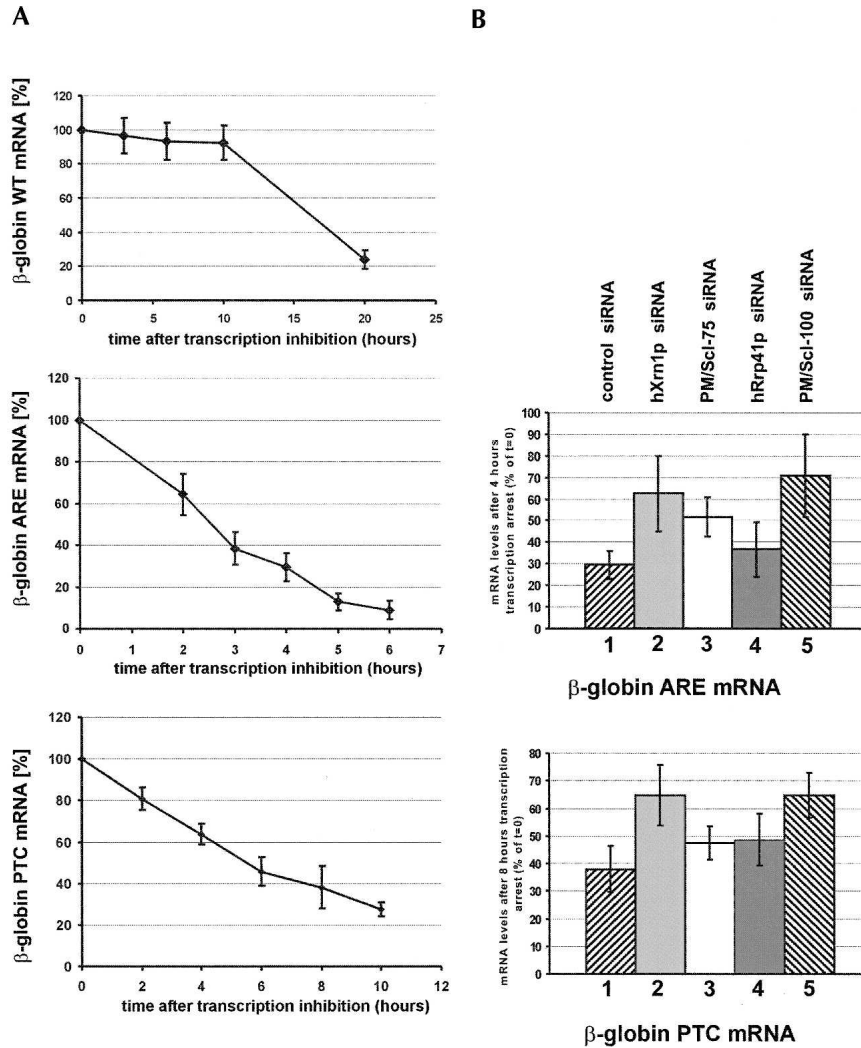 A
B
β-globin WT mRNA [%]
120
100
80
60
40
20
0
0 5 10 15 20 25
time after transcription inhibition (hours)
β-globin ARE mRNA [%]
120
100
80
60
40
20
0
0 1 2 3 4 5 6 7
time after transcription inhibition (hours)
β-globin PTC mRNA [%]
120
100
80
60
40
20
0
0 2 4 6 8 10 12
time after transcription inhibition (hours)
control siRNA
hXrn1p siRNA
PM/Scl-75 siRNA
hRrp41p siRNA
PM/Scl-100 siRNA
mRNA levels after 4 hours
transcription arrest (% of t=0)
100
90
80
70
60
50
40
30
20
10
0
1 2 3 4 5
β-globin ARE mRNA
mRNA levels after 8 hours transcription
arrest (% of t=0)
80
70
60
50
40
30
20
10
0
1 2 3 4 5
β-globin PTC mRNA